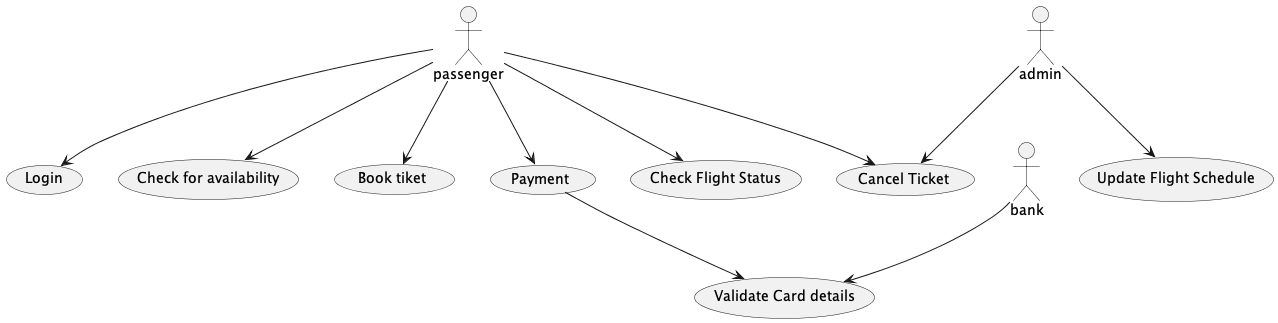 passenger
admin
Login
Check for availability
Book tiket
Payment
Check Flight Status
Cancel Ticket
Update Flight Schedule
bank
Validate Card details